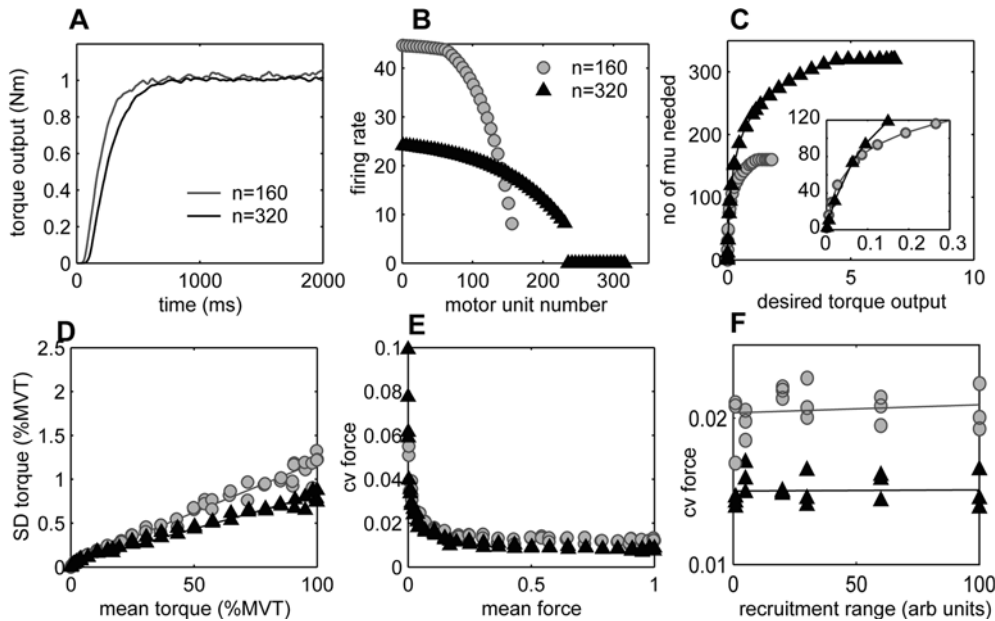 A
torque output (Nm)
1.2
1
0.8
0.6
0.4
0.2
0
n=160
n=320
0
1000
2000
time (ms)
B
firing rate
45
30
15
0
n=160
n=320
0
100
200
300
motor unit number
C
no of mu needed
300
200
100
0
120
80
40
0
0
0.1
0.2
0.3
0
5
10
desired torque output
D
SD torque (%MVT)
2.5
2
1.5
1
0.5
0
0
50
100
mean torque (%MVT)
E
cv force
0.1
0.08
0.06
0.04
0.02
0
0
0.5
1
mean force
F
cv force
0.02
0.01
0
50
100
recruitment range (arb units)